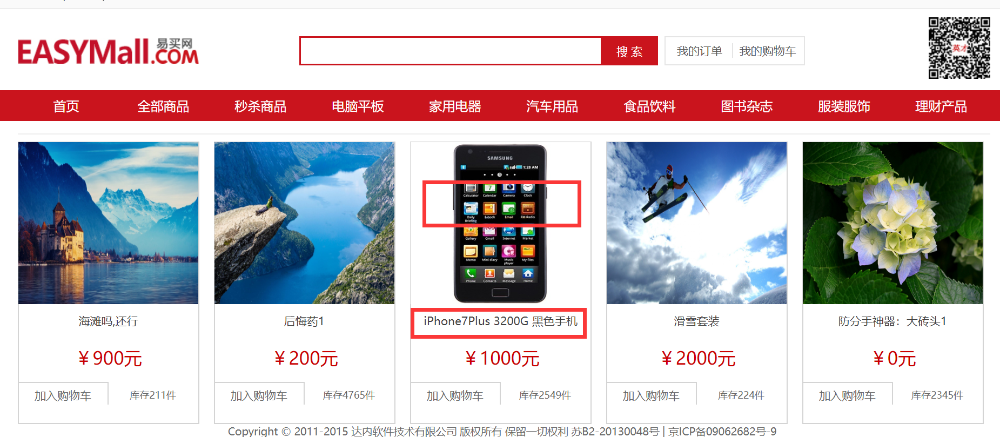 EASYMall.COM 易买网
搜 索
我的订单 我的购物车
英才
首页 全部商品 秒杀商品 电脑平板 家用电器 汽车用品 食品饮料 图书杂志 服装服饰 理财产品
SAMSUNG
1:28 AM
3
7
Calculator Calendar Camera Clock
Daily Briefing E-book Email FM Radio
Gallery Gmail Internet Market
Memo Mini diary Music player My files
Phone Contacts Message Home
海滩吗,还行
¥900元
加入购物车 库存211件
后悔药1
¥200元
加入购物车 库存4765件
iPhone7Plus 3200G 黑色手机
¥1000元
加入购物车 库存2549件
滑雪套装
¥2000元
加入购物车 库存224件
防分手神器：大砖头1
¥0元
加入购物车 库存2345件
Copyright © 2011-2015 达内软件技术有限公司 版权所有 保留一切权利 苏B2-20130048号 | 京ICP备09062682号-9